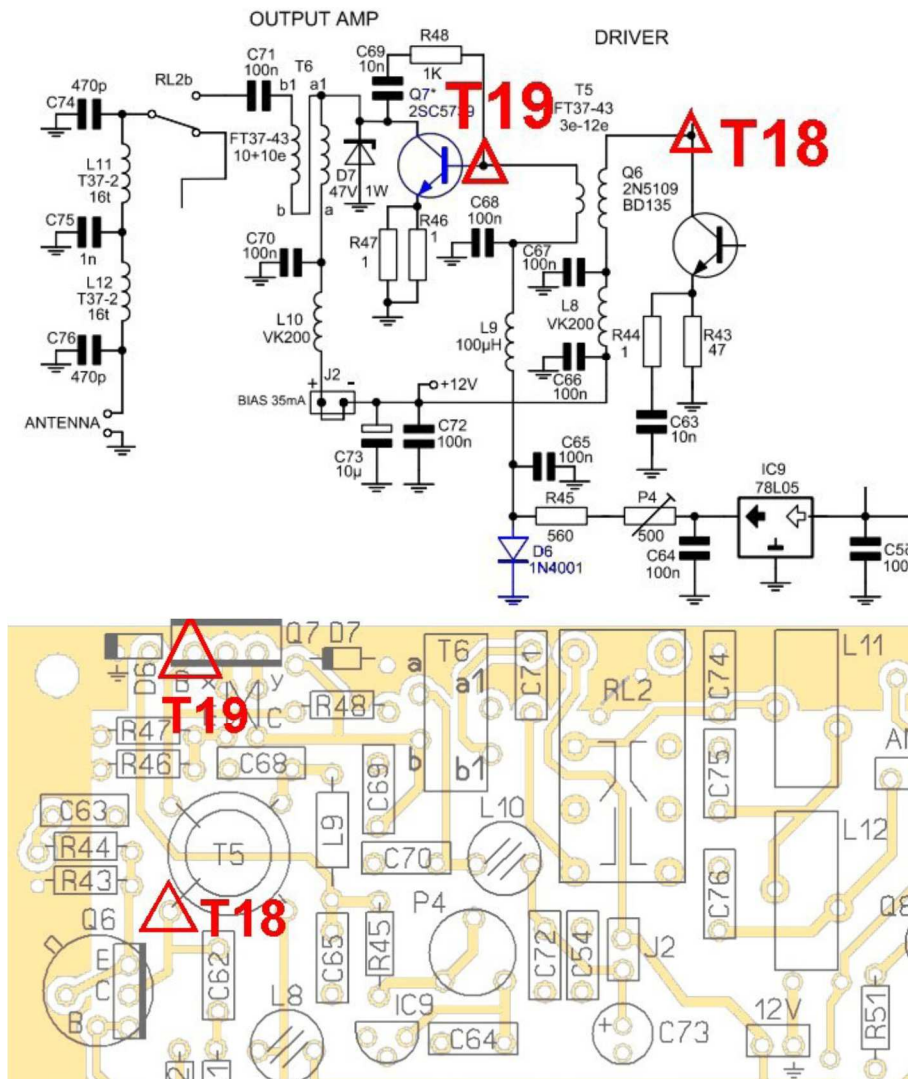 OUTPUT AMP
DRIVER
C71
100n
T6
b1
a1
C69
10n
R48
1K
Q7*
2SC5739
T19
T5
FT37-43
3e-12e
T18
470p
C74
RL2b
FT37-43
10+10e
D7
47V
1W
Q6
2N5109
BD135
L11
T37-2
16t
b
a
C68
100n
R47
1
R46
1
C67
100n
C75
1n
C70
100n
L12
T37-2
16t
L10
VK200
L9
100µH
L8
VK200
R44
1
R43
47
C76
470p
J2
+
-
+12V
C66
100n
BIAS 35mA
ANTENNA
C73
10µ
C72
100n
C63
10n
C65
100n
IC9
78L05
R45
560
P4
500
C64
100n
D6
1N4001
100
D6
B
x
y
Q7
D7
T19
a
T6
a1
C71
RL2
C74
L11
R47
C
R48
R46
C68
C69
b
b1
C75
C63
L9
L10
R44
T5
C70
L12
R43
C76
T18
P4
Q6
E
C
B
C62
C65
R45
C72
C54
J2
Q8
L8
IC9
C64
+
C73
12V
R51
2
1